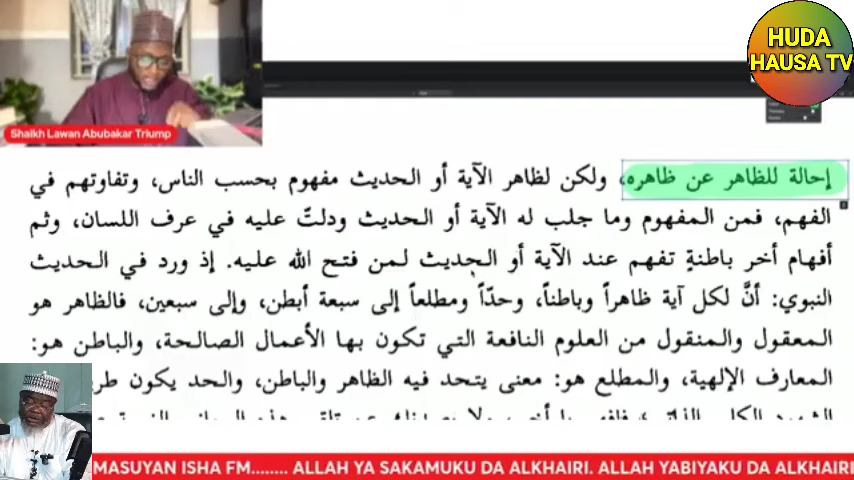 HUDA
HAUSA TV
Shaikh Lawan Abubakar Triump
إحالة للظاهر عن ظاهره، ولكن لظاهر الآية أو الحديث مفهوم بحسب الناس، وتفاوتهم في
الفهم، فمن المفهوم وما جلب له الآية أو الحديث ودلتّ عليه في عرف اللسان، وثم
أفهام أخر باطنةٍ تفهم عند الآية أو الحديث لمن فتح الله عليه. إذ ورد في الحديث
النبوي: أنَّ لكل آية ظاهراً وباطناً، وحدّاً ومطلعاً إلى سبعة أبطن، وإلى سبعين، فالظاهر هو
المعقول والمنقول من العلوم النافعة التي تكون بها الأعمال الصالحة، والباطن هو:
المعارف الإلهية، والمطلع هو: معنى يتحد فيه الظاهر والباطن، والحد يكون
MASUYAN ISHA FM........ ALLAH YA SAKAMUKU DA ALKHAIRI. ALLAH YABIYAKU DA ALKHAIRI